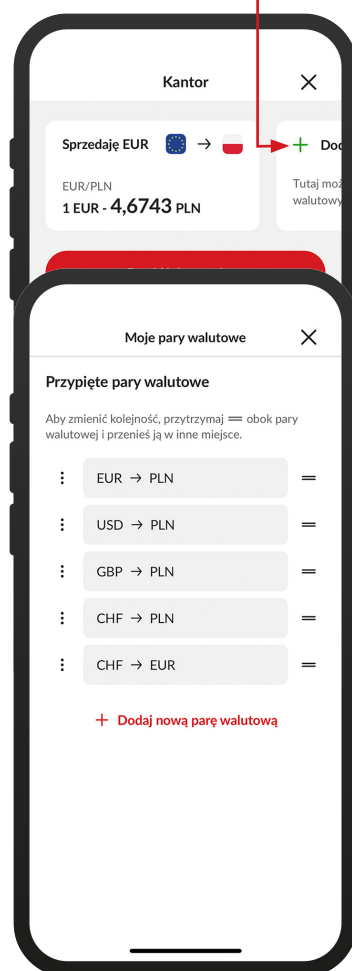 Kantor
Sprzedaję EUR → 
+ Dod
EUR/PLN
1 EUR - 4,6743 PLN
Tutaj moż
walutowy
Moje pary walutowe
Przypięte pary walutowe
Aby zmienić kolejność, przytrzymaj = obok pary
walutowej i przenieś ją w inne miejsce.
EUR → PLN
USD → PLN
GBP → PLN
CHF → PLN
CHF → EUR
+ Dodaj nową parę walutową